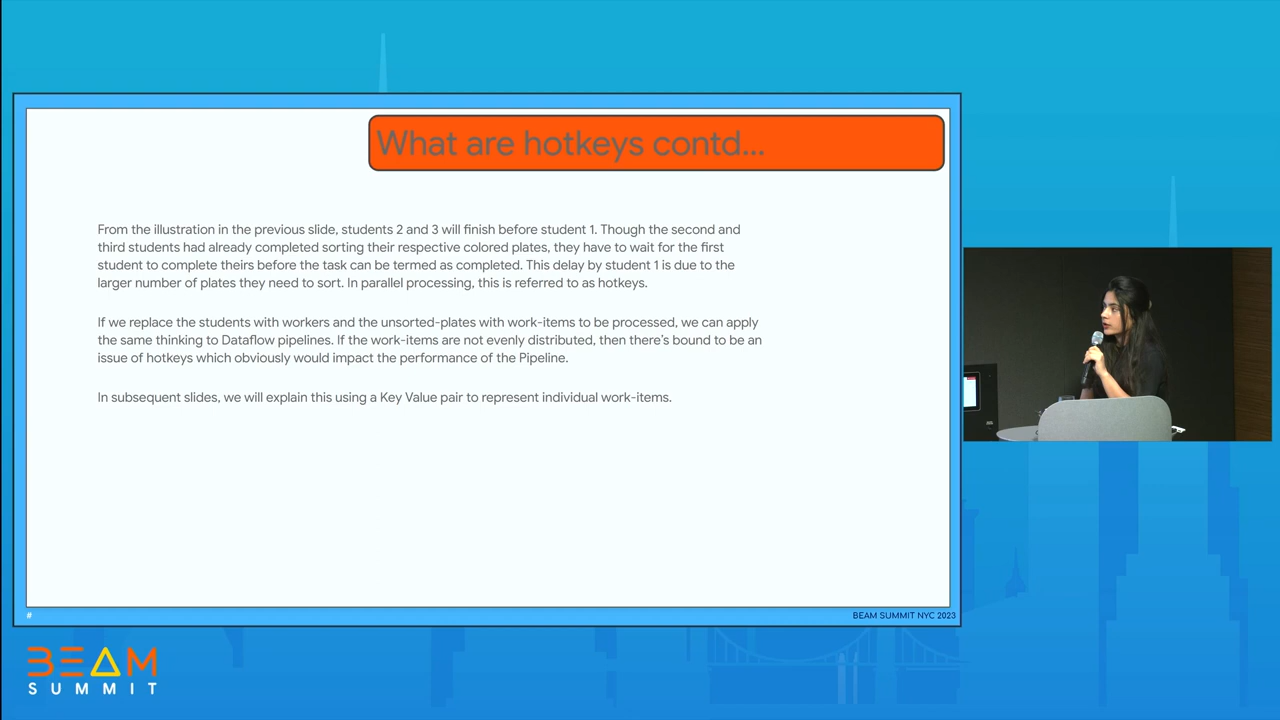 What are hotkeys contd...
From the illustration in the previous slide, students 2 and 3 will finish before student 1. Though the second and
third students had already completed sorting their respective colored plates, they have to wait for the first
student to complete theirs before the task can be termed as completed. This delay by student 1 is due to the
larger number of plates they need to sort. In parallel processing, this is referred to as hotkeys.
If we replace the students with workers and the unsorted-plates with work-items to be processed, we can apply
the same thinking to Dataflow pipelines. If the work-items are not evenly distributed, then there's bound to be an
issue of hotkeys which obviously would impact the performance of the Pipeline.
In subsequent slides, we will explain this using a Key Value pair to represent individual work-items.
#
BEAM SUMMIT NYC 2023
BEAM
SUMMIT